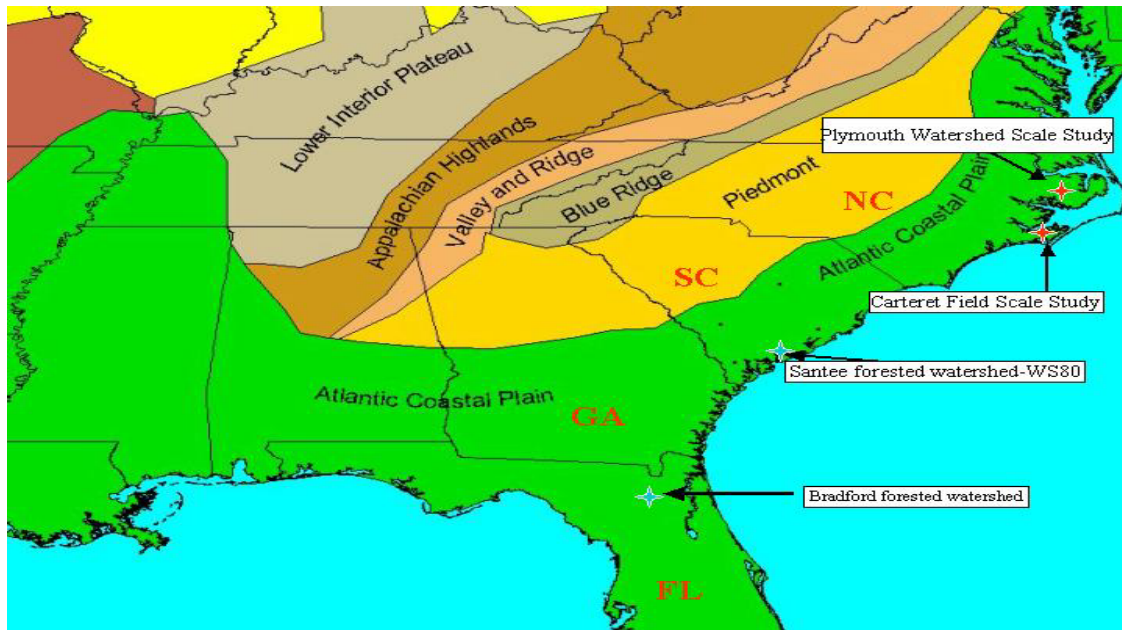 Lower Interior Plateau
Appalachian Highlands
Valley and Ridge
Blue Ridge
Piedmont
Plymouth Watershed Scale Study
NC
Atlantic Coastal Plain
SC
Carteret Field Scale Study
Santee forested watershed-WS80
Atlantic Coastal Plain
GA
Bradford forested watershed
FL